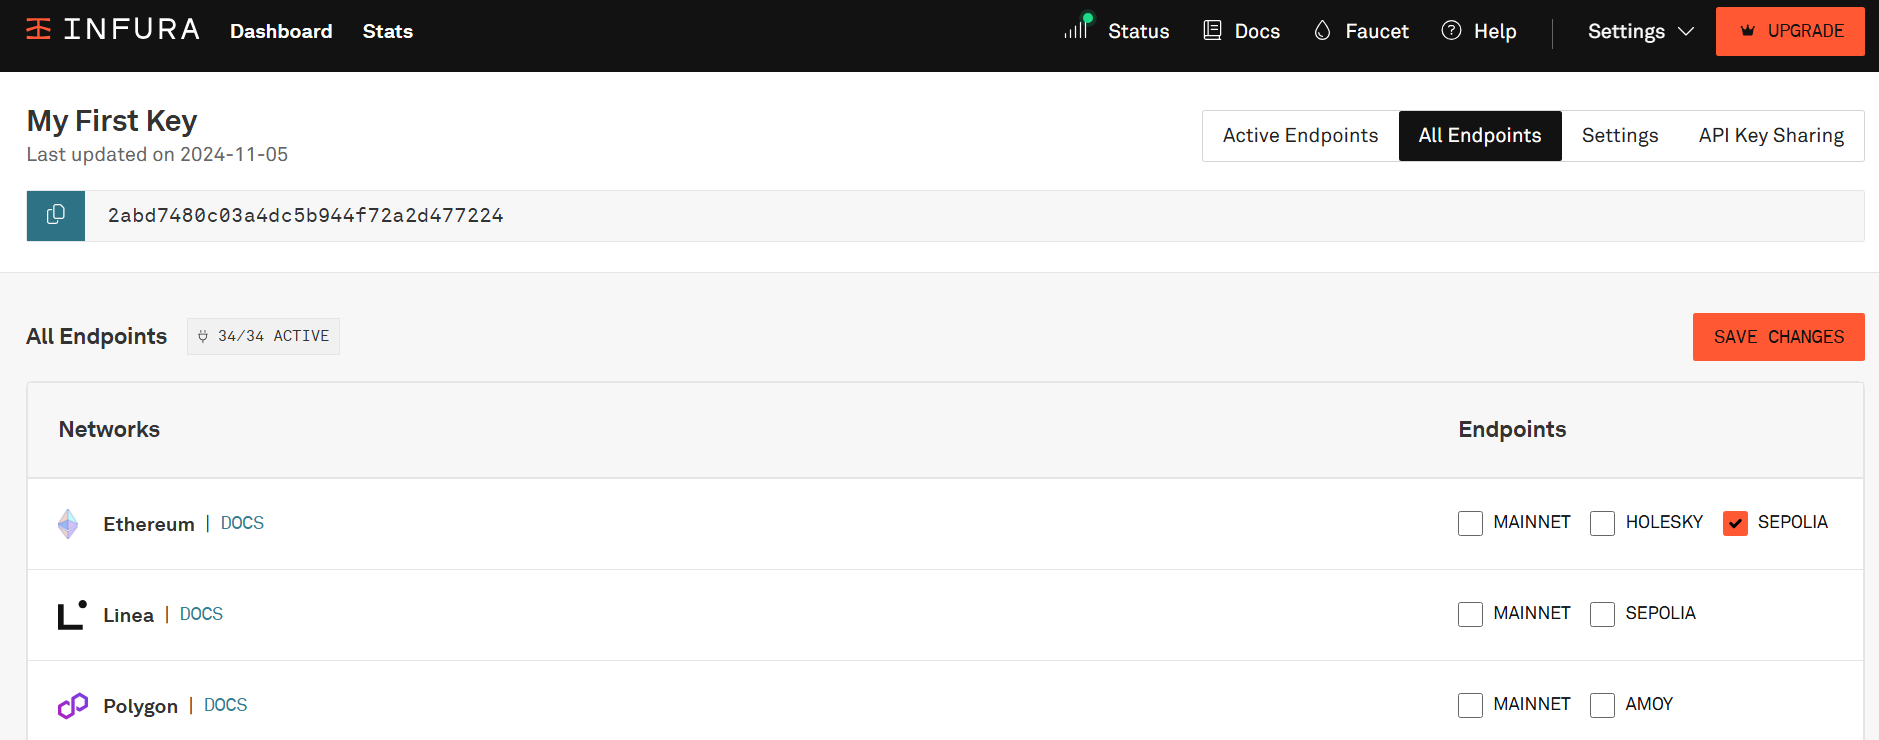 INFURA Dashboard Stats Status Docs Faucet Help Settings UPGRADE
My First Key
Last updated on 2024-11-05
Active Endpoints All Endpoints Settings API Key Sharing
2abd7480c03a4dc5b944f72a2d477224
All Endpoints 34/34 ACTIVE SAVE CHANGES
Networks Endpoints
Ethereum | DOCS MAINNET HOLESKY SEPOLIA
Linea | DOCS MAINNET SEPOLIA
Polygon | DOCS MAINNET AMOY